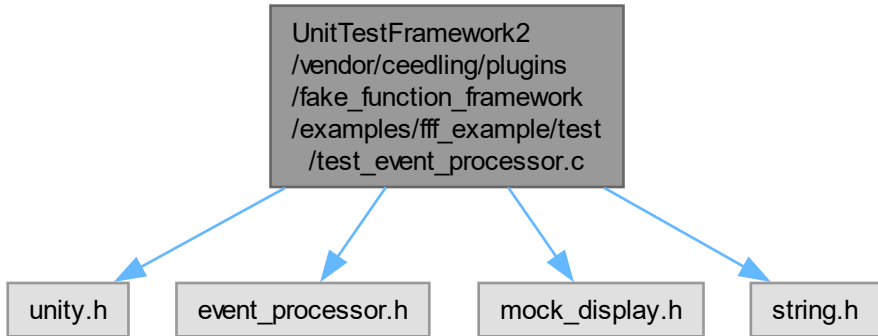 UnitTestFramework2
/vendor/ceedling/plugins
/fake_function_framework
/examples/fff_example/test
/test_event_processor.c
unity.h
event_processor.h
mock_display.h
string.h